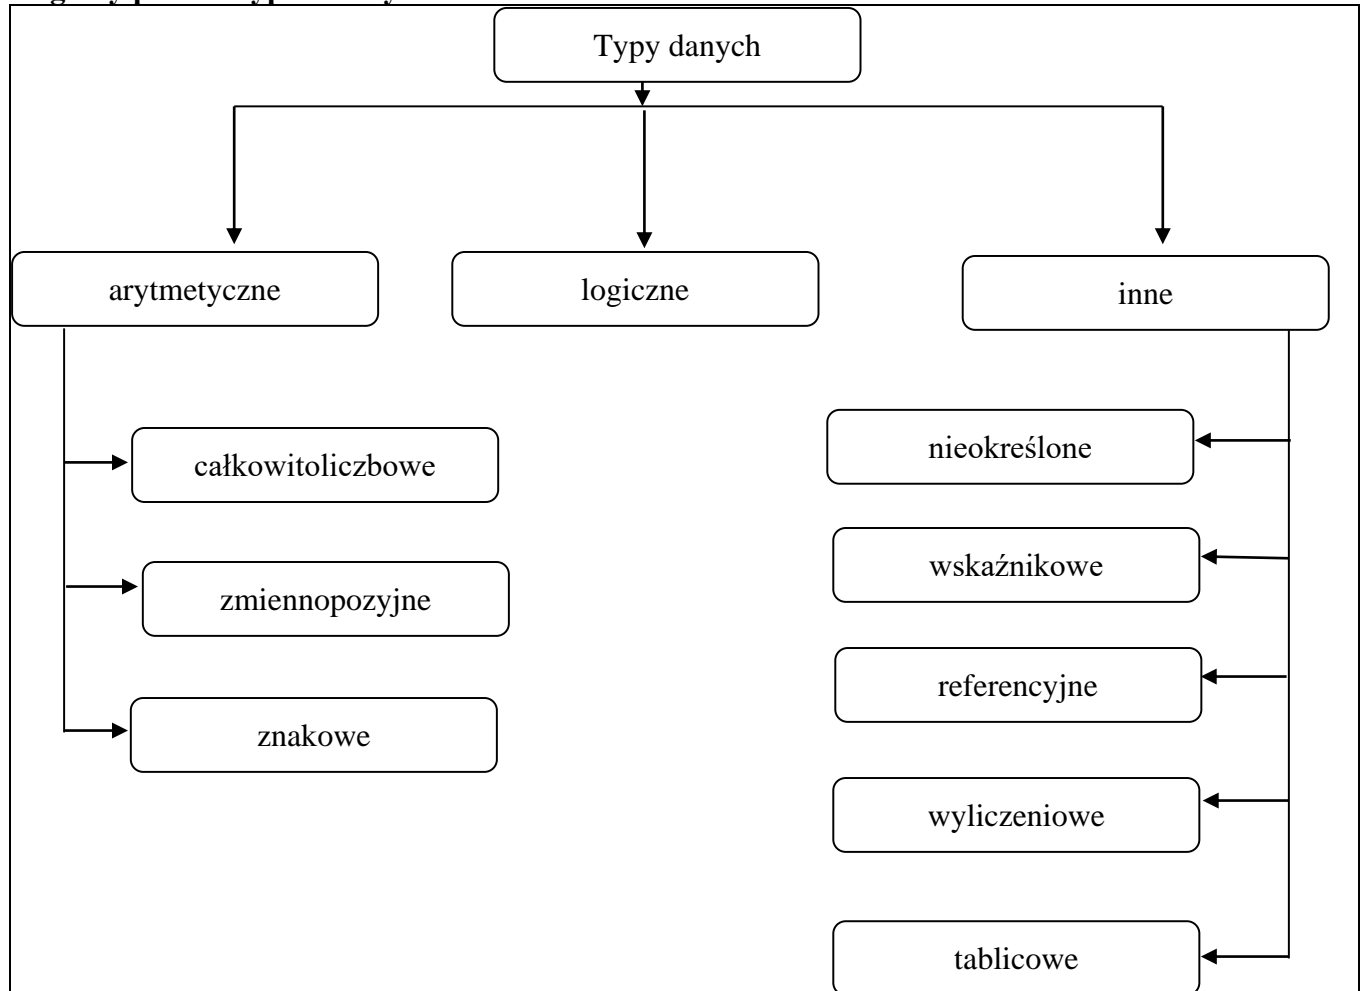 Typy danych
arytmetyczne
logiczne
inne
całkowitoliczbowe
zmiennopozyjne
znakowe
nieokreślone
wskaźnikowe
referencyjne
wyliczeniowe
tablicowe